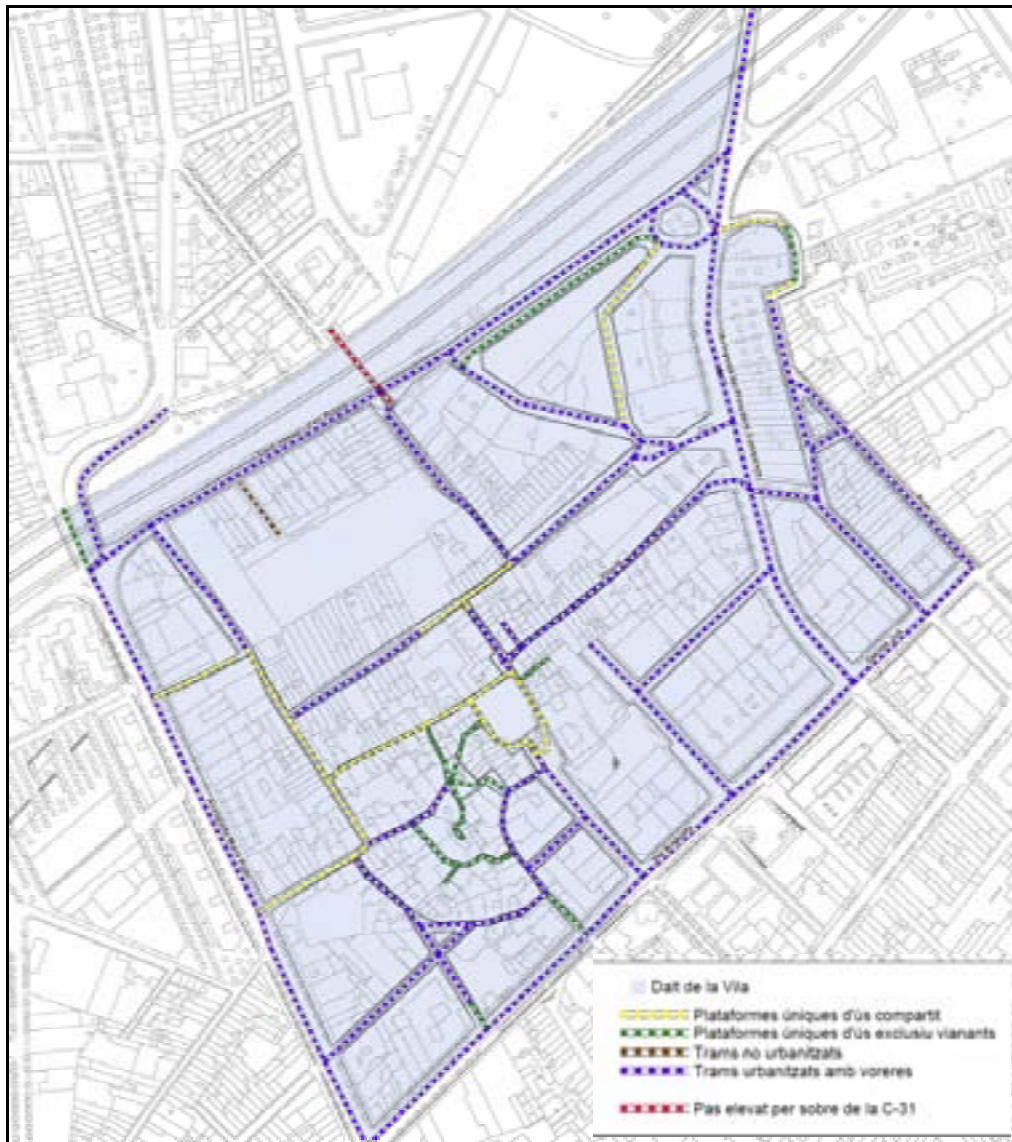 Dalt de la Vila
Plataformes úniques d'ús compartit
Plataformes úniques d'ús exclusiu vianants
Trams no urbanitzats
Trams urbanitzats amb voreres
Pas elevat per sobre de la C-31